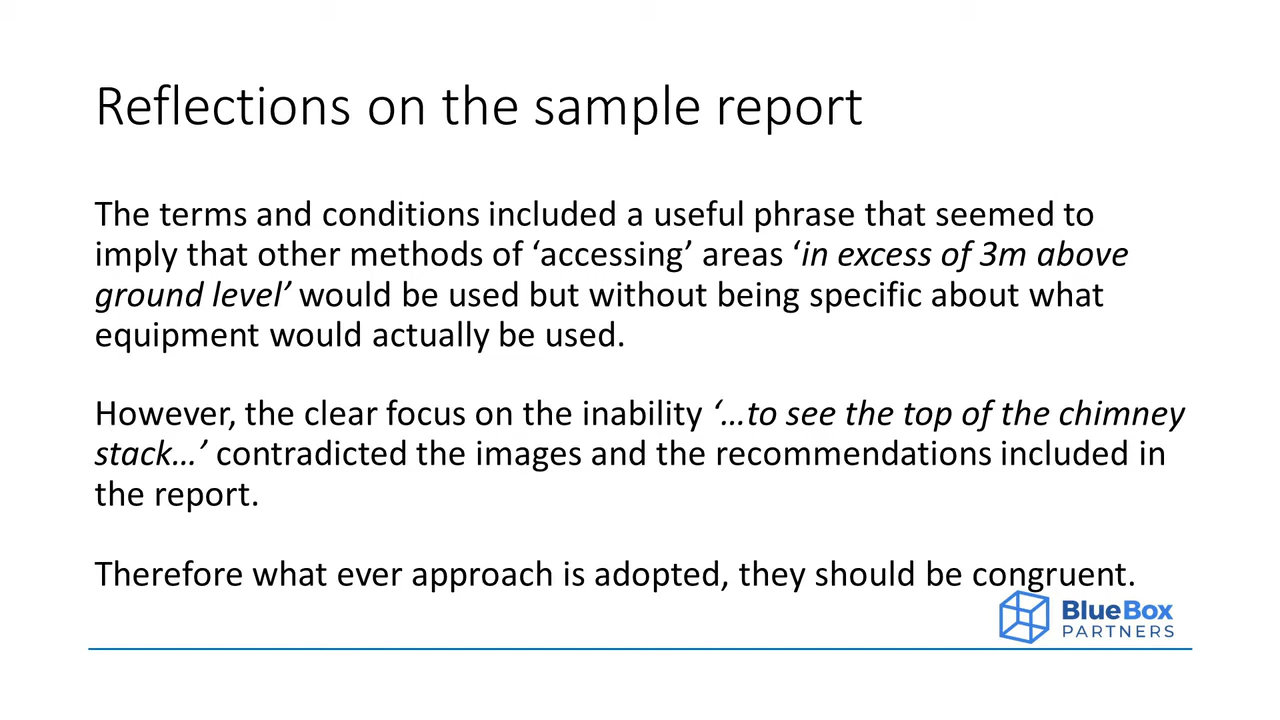 Reflections on the sample report
The terms and conditions included a useful phrase that seemed to
imply that other methods of ‘accessing’ areas ‘in excess of 3m above
ground level’ would be used but without being specific about what
equipment would actually be used.
However, the clear focus on the inability ‘…to see the top of the chimney
stack…’ contradicted the images and the recommendations included in
the report.
Therefore what ever approach is adopted, they should be congruent.
BlueBox
PARTNERS